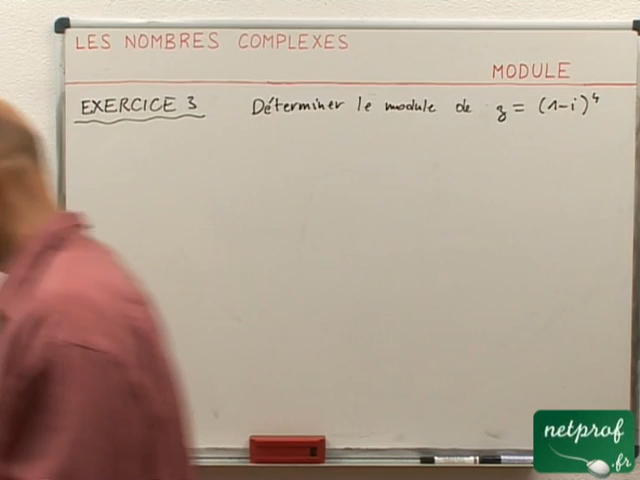 LES NOMBRES COMPLEXES
MODULE
EXERCICE 3 Déterminer le module de z = (1-i)⁴
netprof
.fr